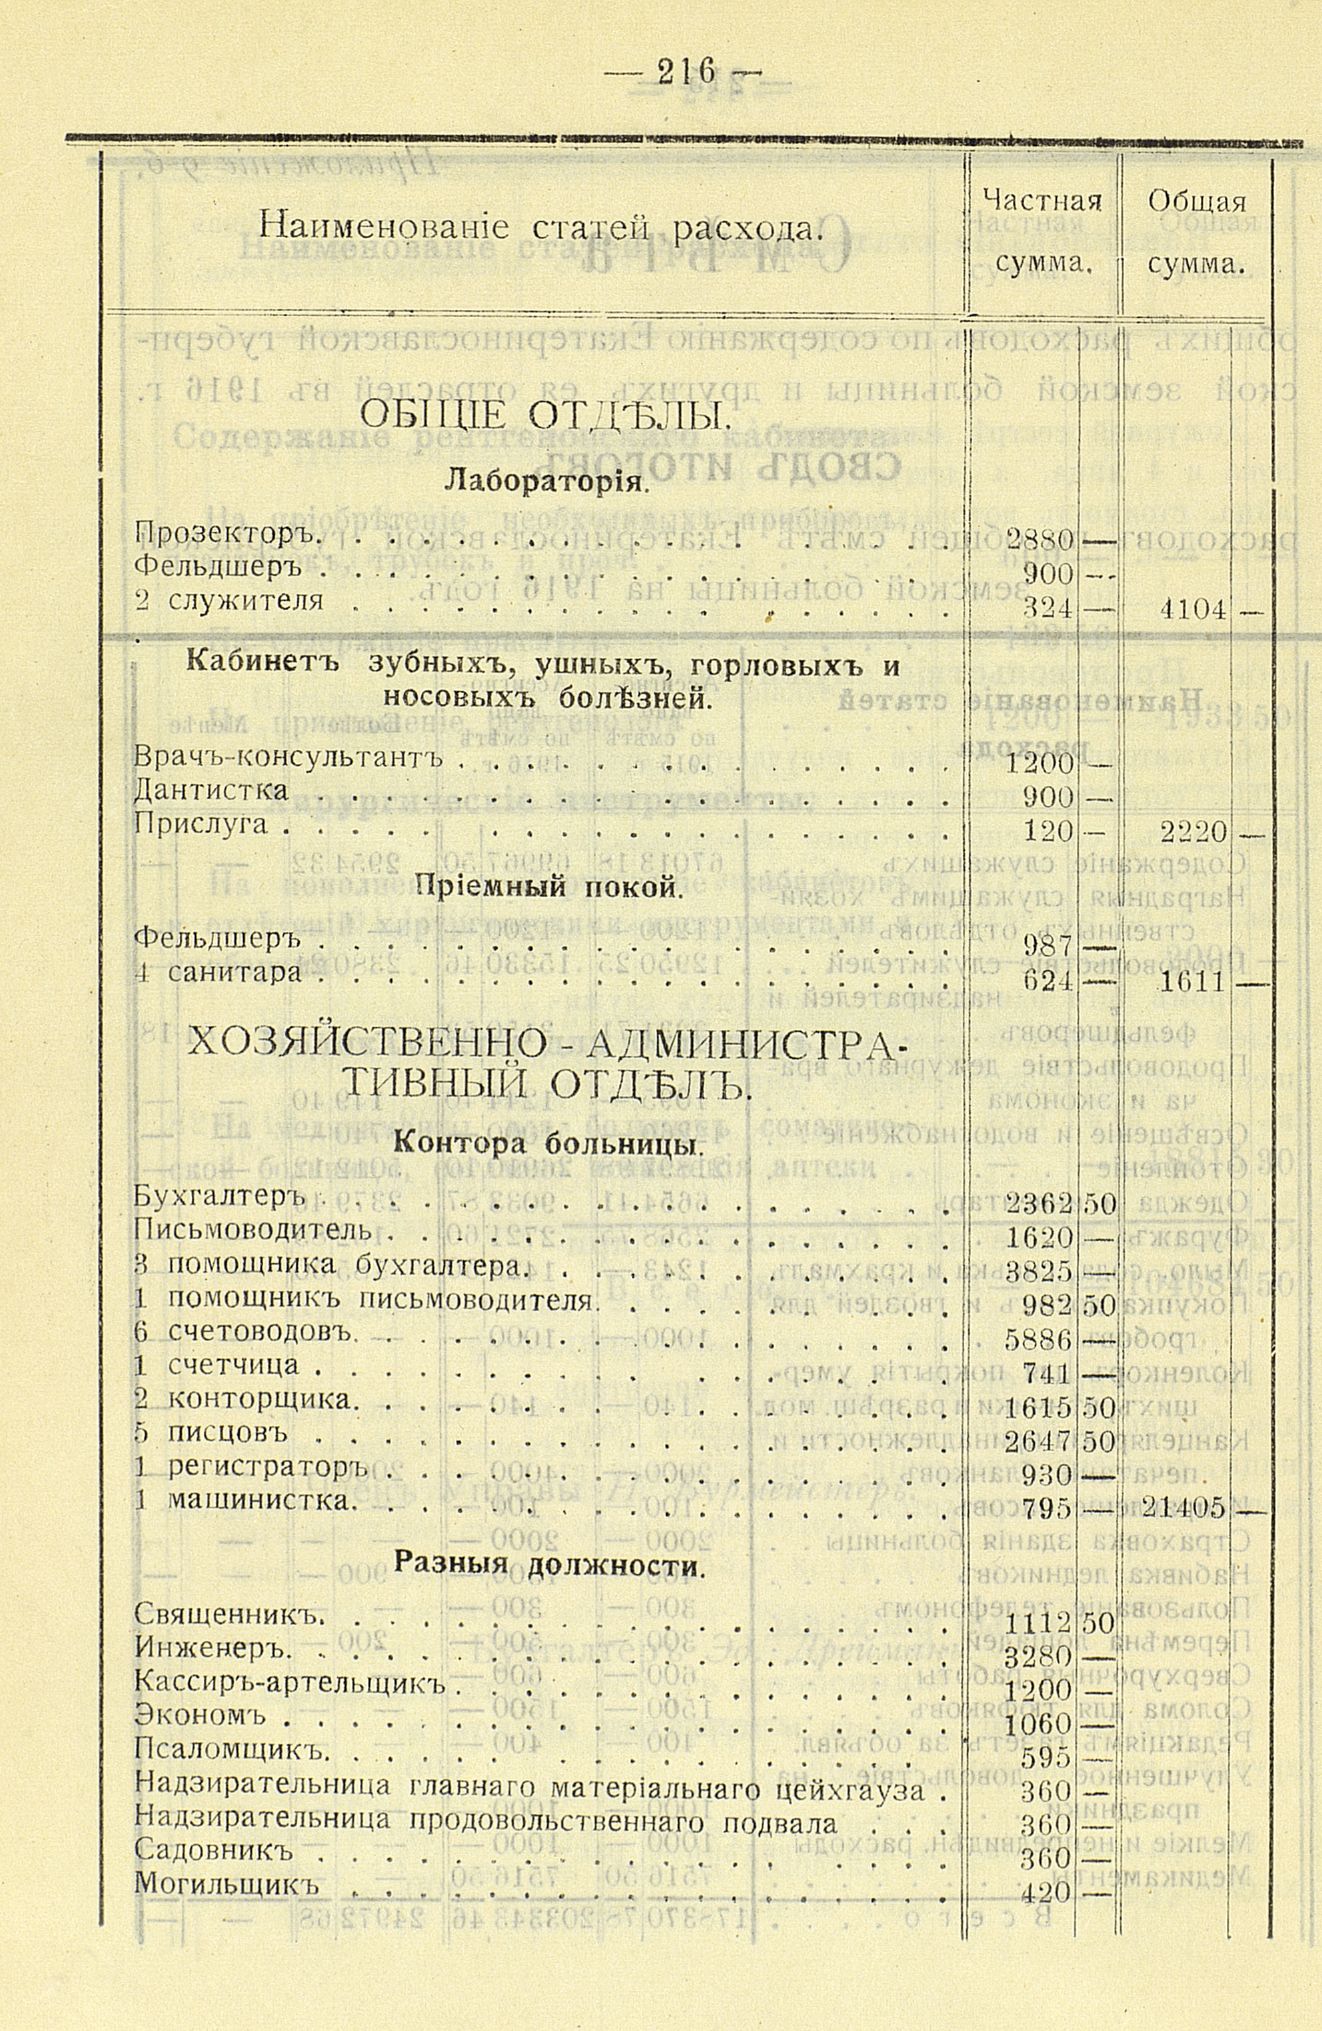 — 216 —
Наименованіе статей расхода.
Частная сумма.
Общая сумма.
ОБЩІЕ ОТДѢЛЫ.
Лабораторія.
Прозекторъ. 2880 —
Фельдшеръ 900 —
2 служителя 324 — 4104 —
Кабинетъ зубныхъ, ушныхъ, горловыхъ и
носовыхъ болѣзней.
Врачъ-консультантъ 1200 —
Дантистка 900 —
Прислуга 120 — 2220 —
Пріемный покой.
Фельдшеръ 987 —
4 санитара 624 — 1611 —
ХОЗЯЙСТВЕННО - АДМИНИСТРА-
ТИВНЫЙ ОТДѢЛЪ.
Контора больницы.
Бухгалтеръ 2362 50
Письмоводитель 1620 —
3 помощника бухгалтера. 3825 —
1 помощникъ письмоводителя. 982 50
6 счетоводовъ. 5886 —
1 счетчица 741 —
2 конторщика. 1615 50
5 писцовъ 2647 50
1 регистраторъ 930 —
1 машинистка. 795 — 21405 —
Разныя должности.
Священникъ. 1112 50
Инженеръ. 3280 —
Кассиръ-артельщикъ 1200 —
Экономъ 1060 —
Псаломщикъ. 595 —
Надзирательница главнаго матеріальнаго цейхгауза 360 —
Надзирательница продовольственнаго подвала 360 —
Садовникъ 360 —
Могильщикъ 420 —